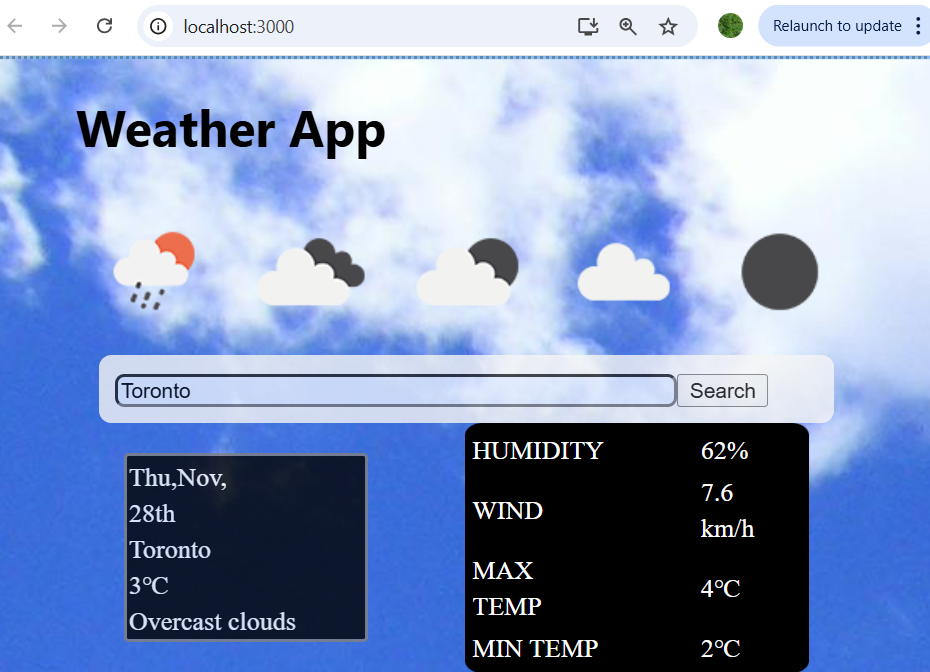 localhost:3000
Relaunch to update
Weather App
Toronto
Search
Thu,Nov,
28th
Toronto
3°C
Overcast clouds
HUMIDITY 62%
WIND 7.6 km/h
MAX TEMP 4°C
MIN TEMP 2°C